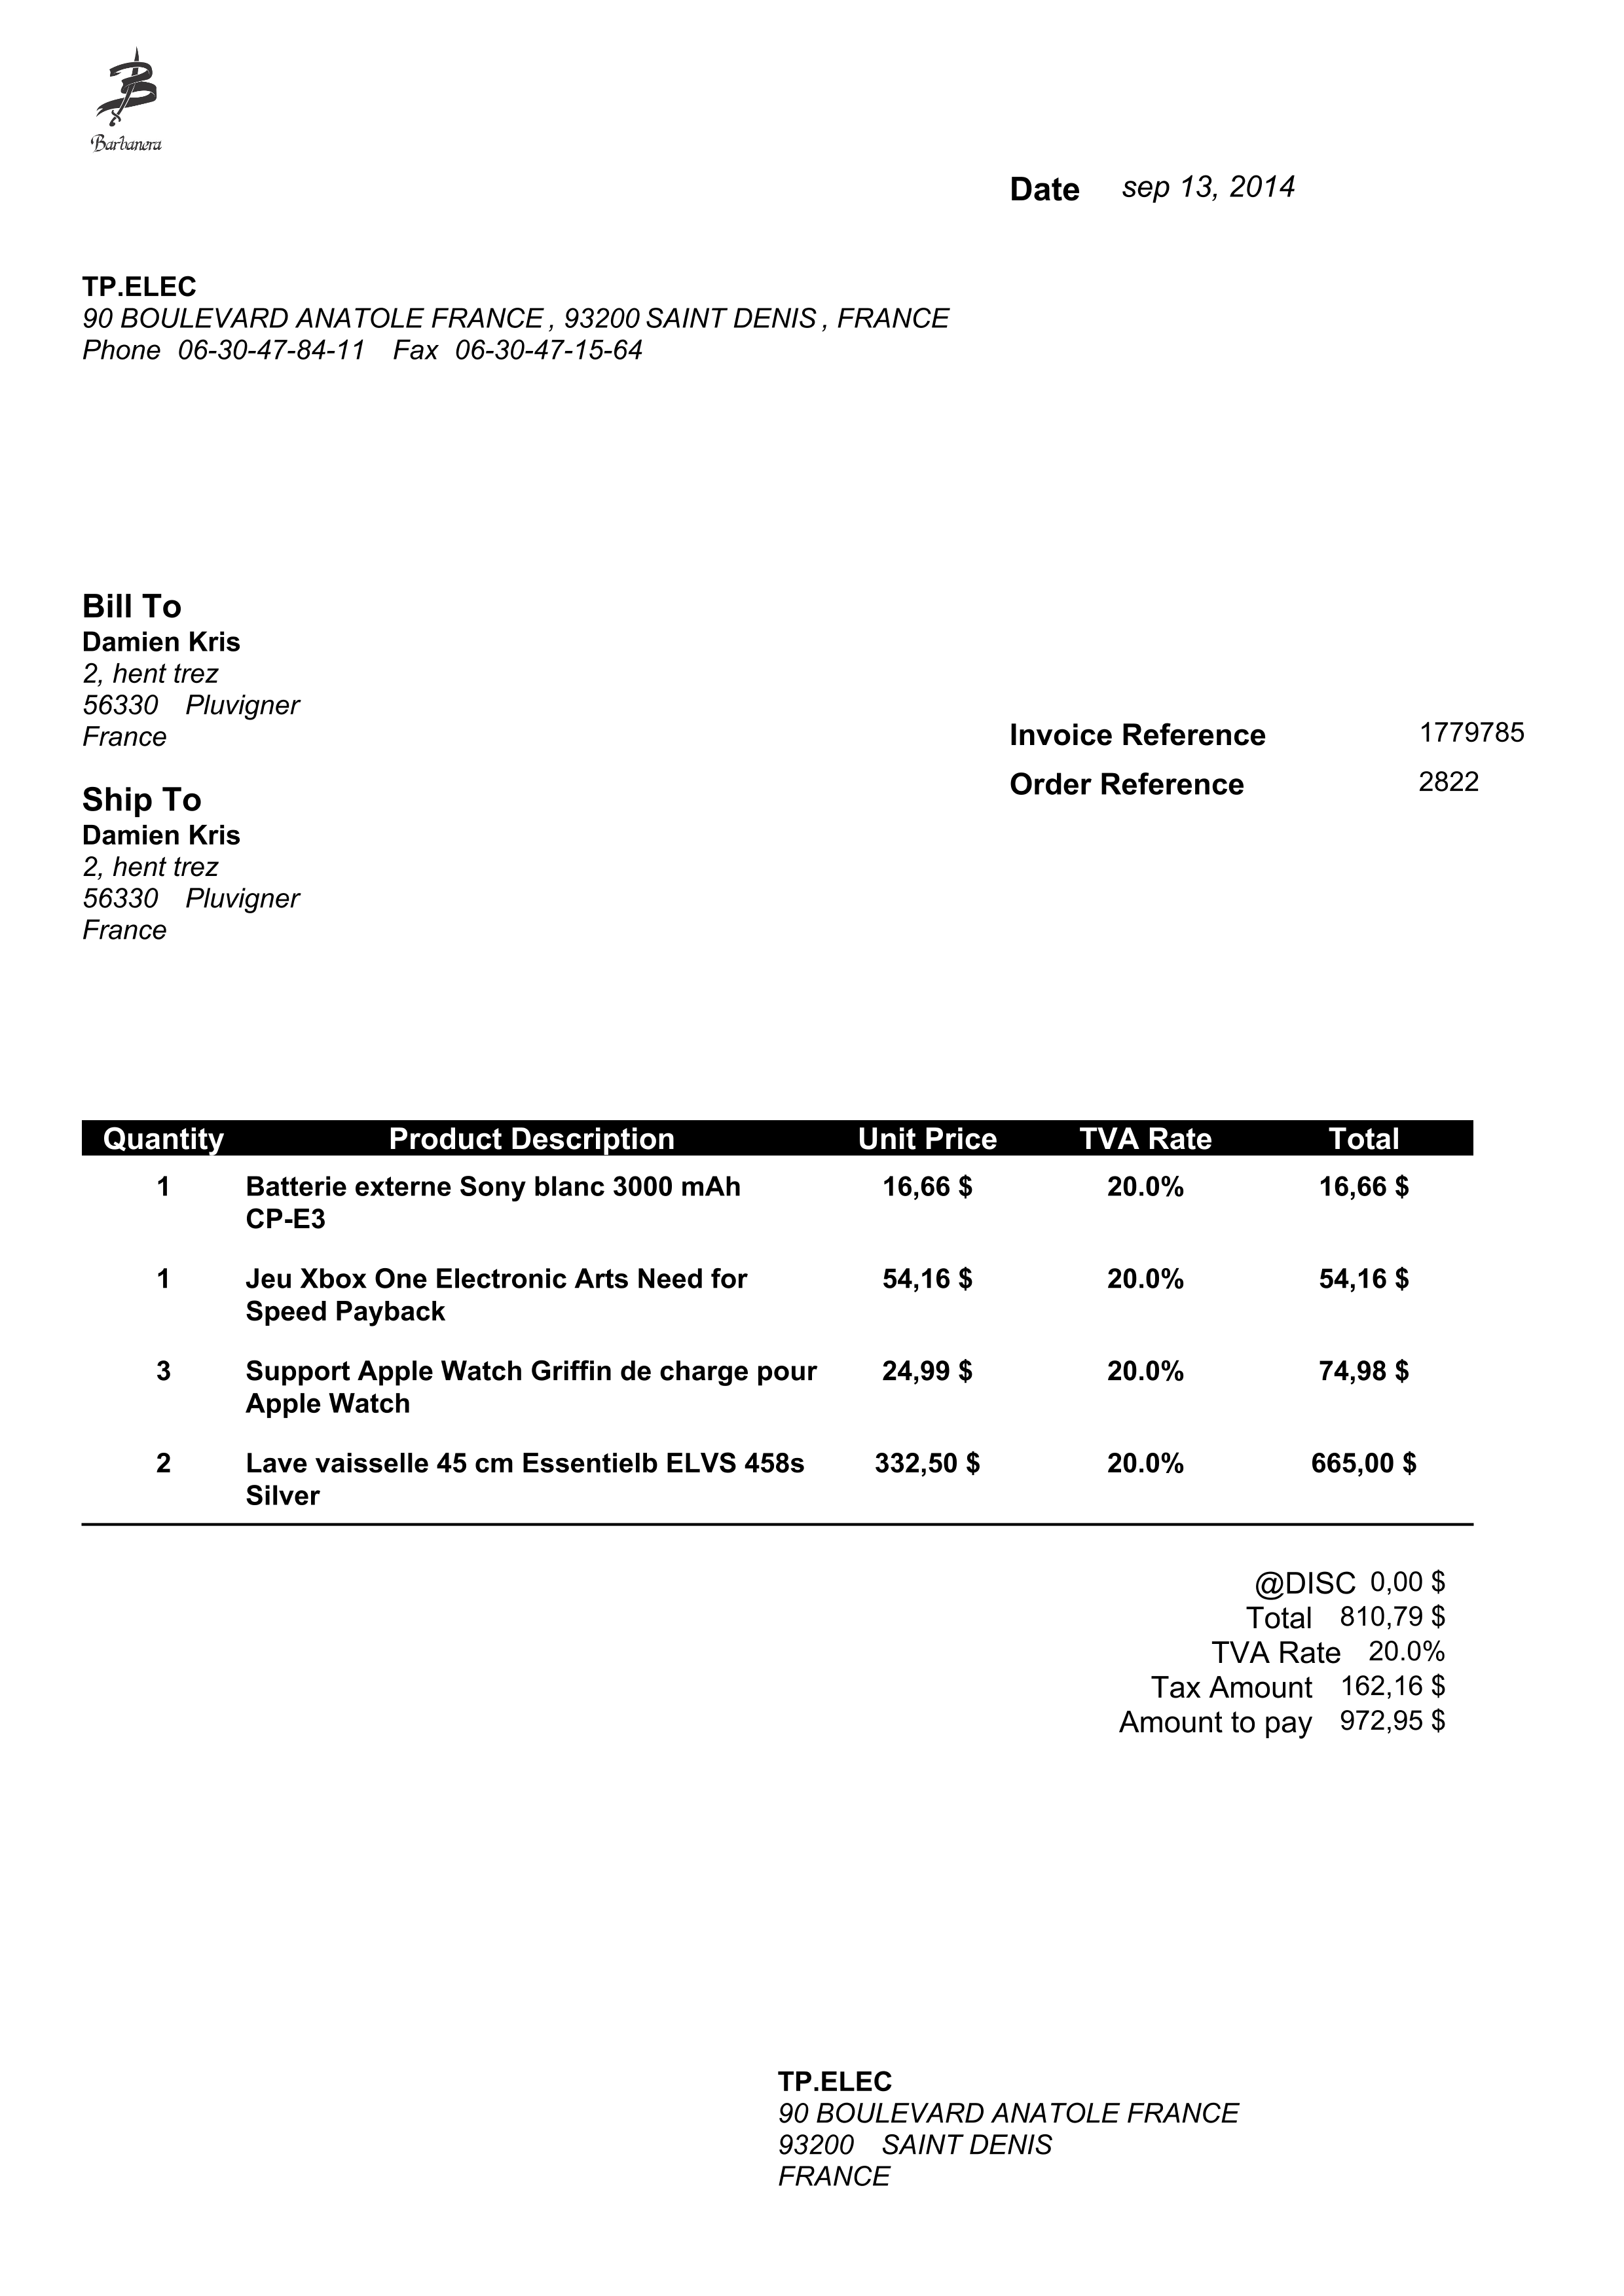 Barbanera
Date sep 13, 2014
TP.ELEC
90 BOULEVARD ANATOLE FRANCE , 93200 SAINT DENIS , FRANCE
Phone 06-30-47-84-11 Fax 06-30-47-15-64
Bill To
Damien Kris
2, hent trez
56330 Pluvigner
France
Invoice Reference 1779785
Order Reference 2822
Ship To
Damien Kris
2, hent trez
56330 Pluvigner
France
Quantity Product Description Unit Price TVA Rate Total
1 Batterie externe Sony blanc 3000 mAh 16,66 $ 20.0% 16,66 $
CP-E3
1 Jeu Xbox One Electronic Arts Need for 54,16 $ 20.0% 54,16 $
Speed Payback
3 Support Apple Watch Griffin de charge pour 24,99 $ 20.0% 74,98 $
Apple Watch
2 Lave vaisselle 45 cm Essentielb ELVS 458s 332,50 $ 20.0% 665,00 $
Silver
@DISC 0,00 $
Total 810,79 $
TVA Rate 20.0%
Tax Amount 162,16 $
Amount to pay 972,95 $
TP.ELEC
90 BOULEVARD ANATOLE FRANCE
93200 SAINT DENIS
FRANCE